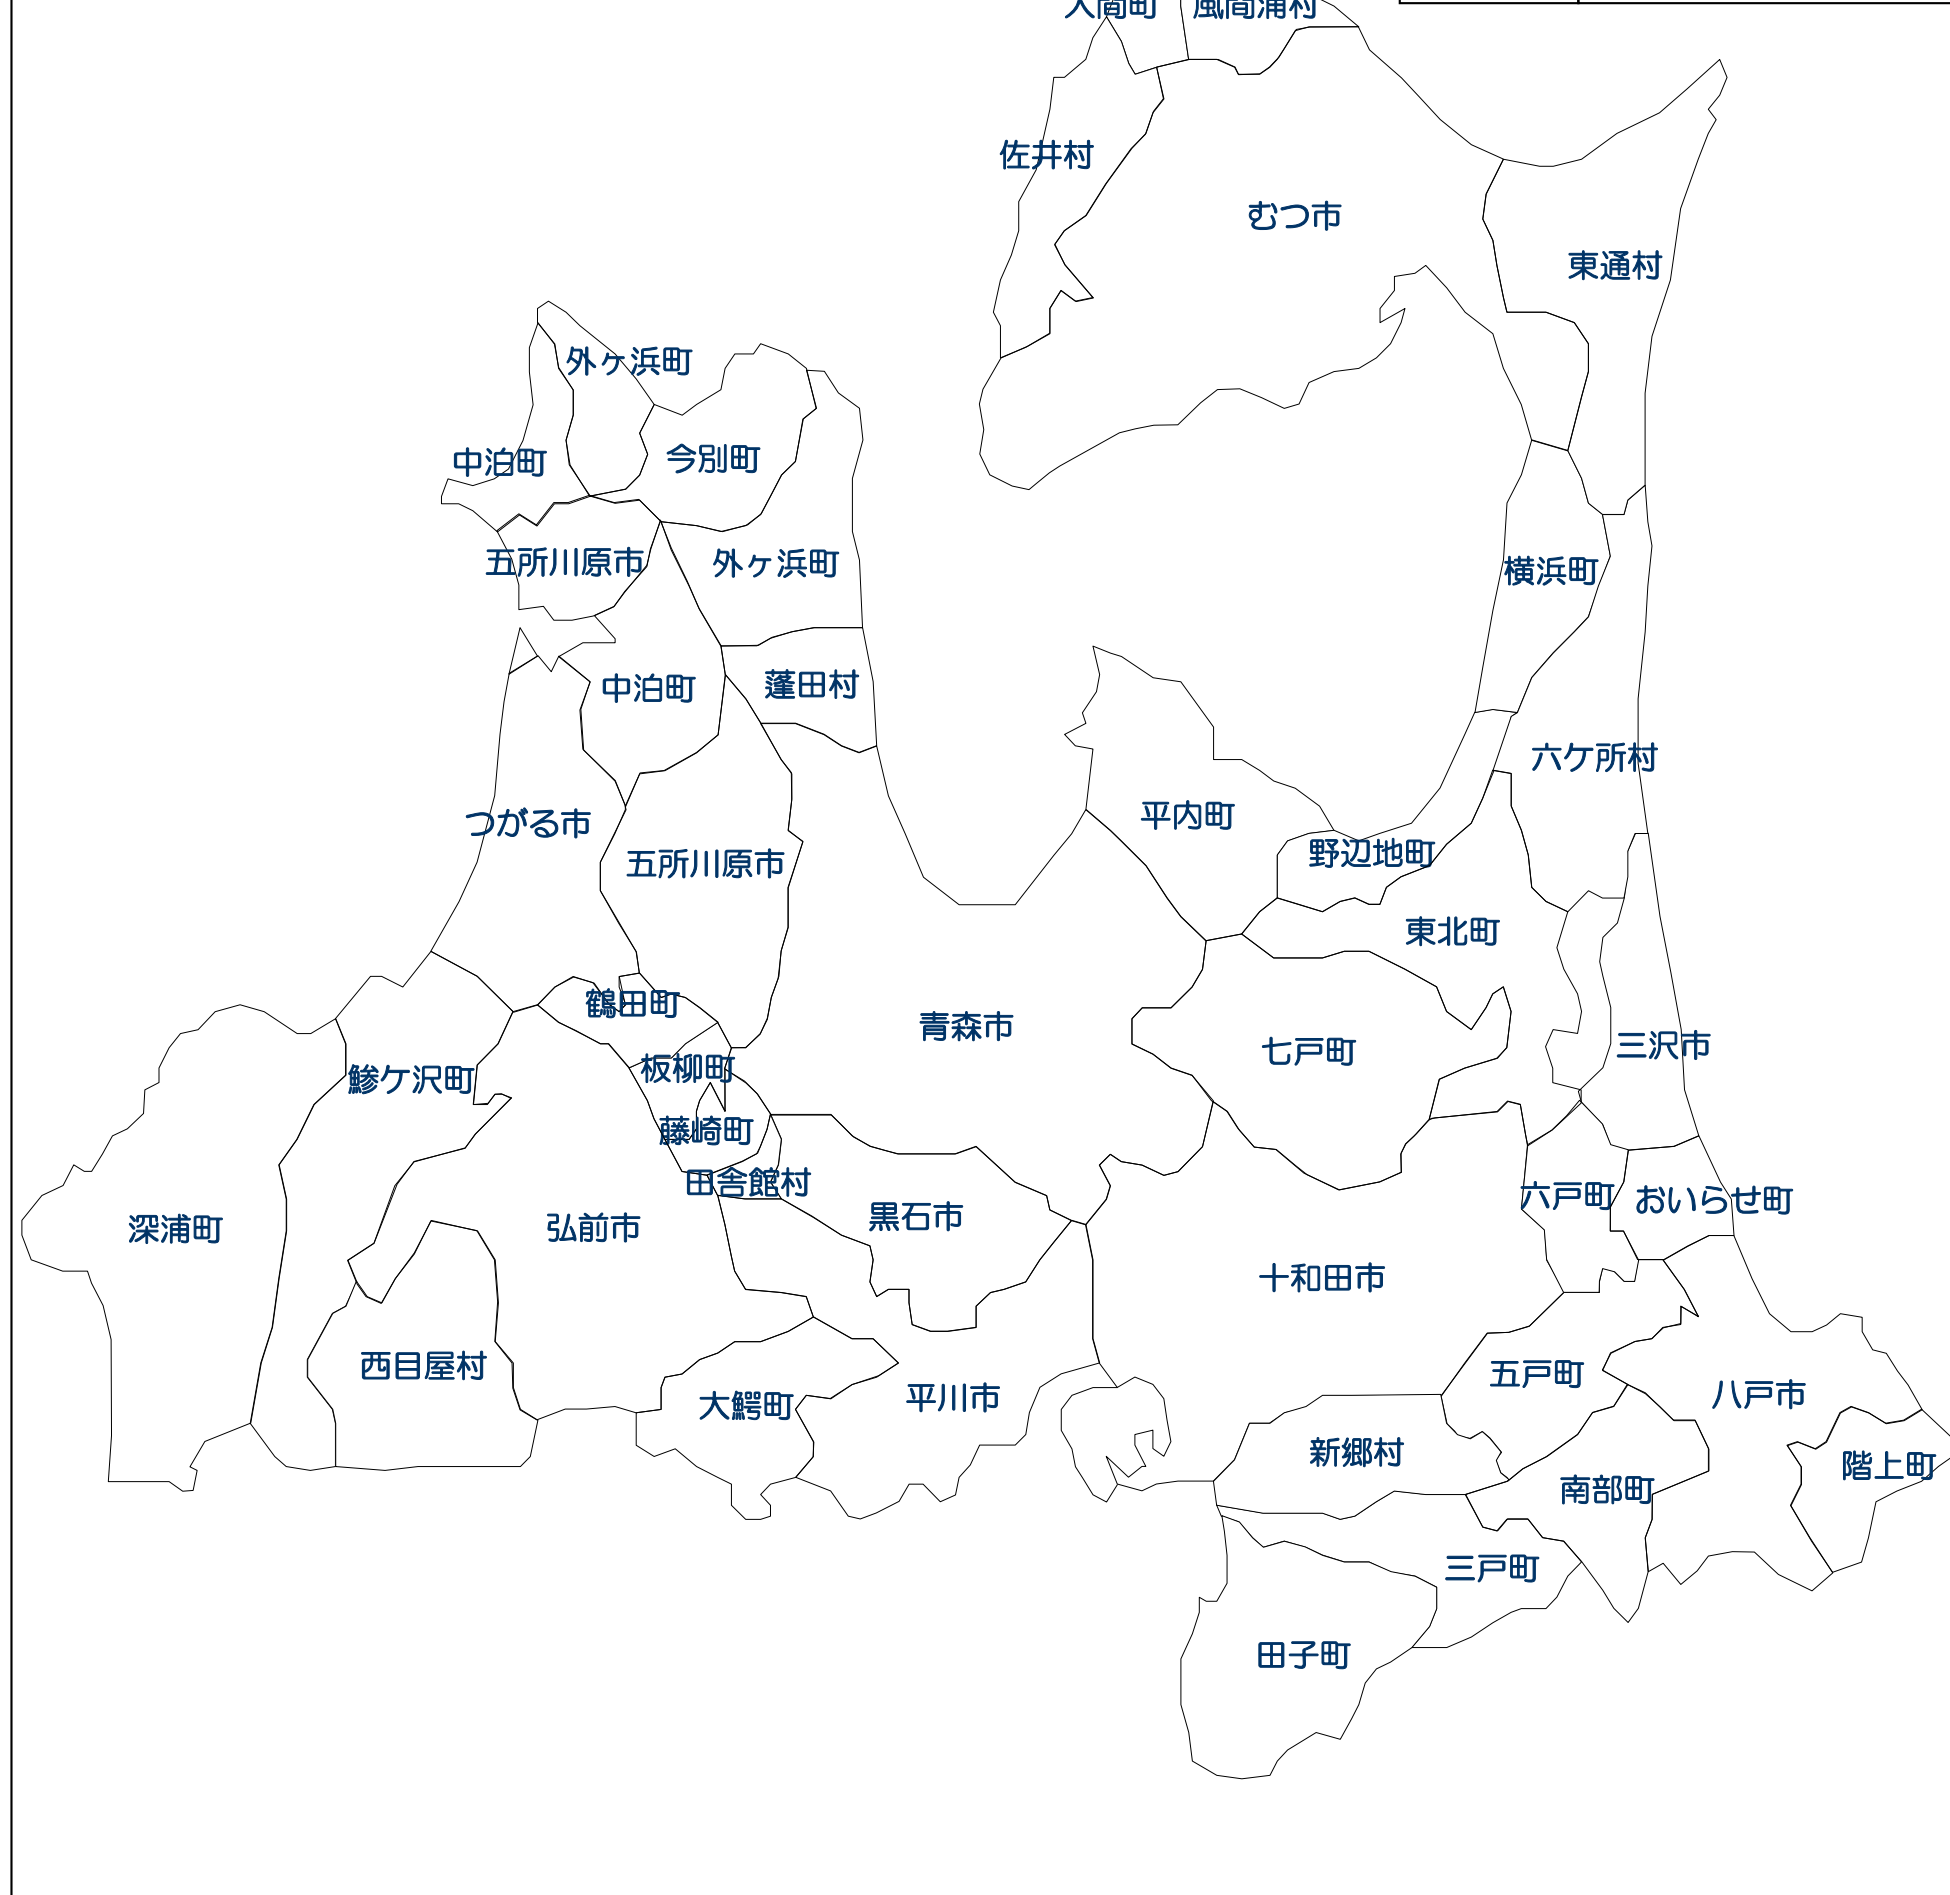 大間町
風間浦村
佐井村
むつ市
東通村
外ヶ浜町
中泊町
今別町
五所川原市
外ヶ浜町
横浜町
中泊町
蓬田村
六ケ所村
つがる市
平内町
五所川原市
野辺地町
東北町
鶴田町
青森市
七戸町
三沢市
板柳町
鰺ケ沢町
藤崎町
田舎館村
六戸町
おいらせ町
深浦町
弘前市
黒石市
十和田市
西目屋村
五戸町
大鰐町
平川市
八戸市
新郷村
階上町
南部町
三戸町
田子町